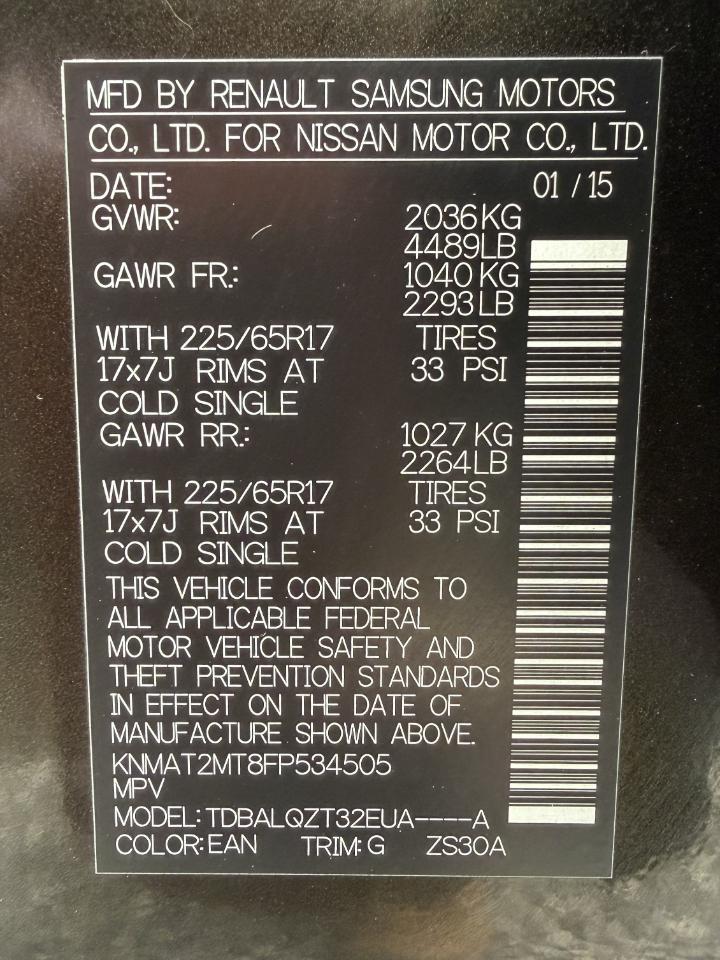 MFD BY RENAULT SAMSUNG MOTORS
CO., LTD. FOR NISSAN MOTOR CO., LTD.
DATE: 01 / 15
GVWR: 2036 KG
4489 LB
GAWR FR.: 1040 KG
2293 LB
WITH 225/65R17 TIRES
17x7J RIMS AT 33 PSI
COLD SINGLE
GAWR RR.: 1027 KG
2264 LB
WITH 225/65R17 TIRES
17x7J RIMS AT 33 PSI
COLD SINGLE
THIS VEHICLE CONFORMS TO
ALL APPLICABLE FEDERAL
MOTOR VEHICLE SAFETY AND
THEFT PREVENTION STANDARDS
IN EFFECT ON THE DATE OF
MANUFACTURE SHOWN ABOVE.
KNMAT2MT8FP534505
MPV
MODEL: TDBALQZT32EUA----A
COLOR: EAN TRIM: G ZS30A